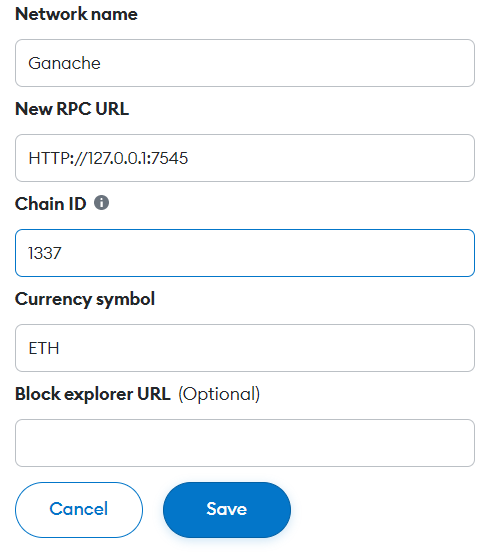 Network name
Ganache
New RPC URL
HTTP://127.0.0.1:7545
Chain ID
1337
Currency symbol
ETH
Block explorer URL (Optional)
Cancel Save